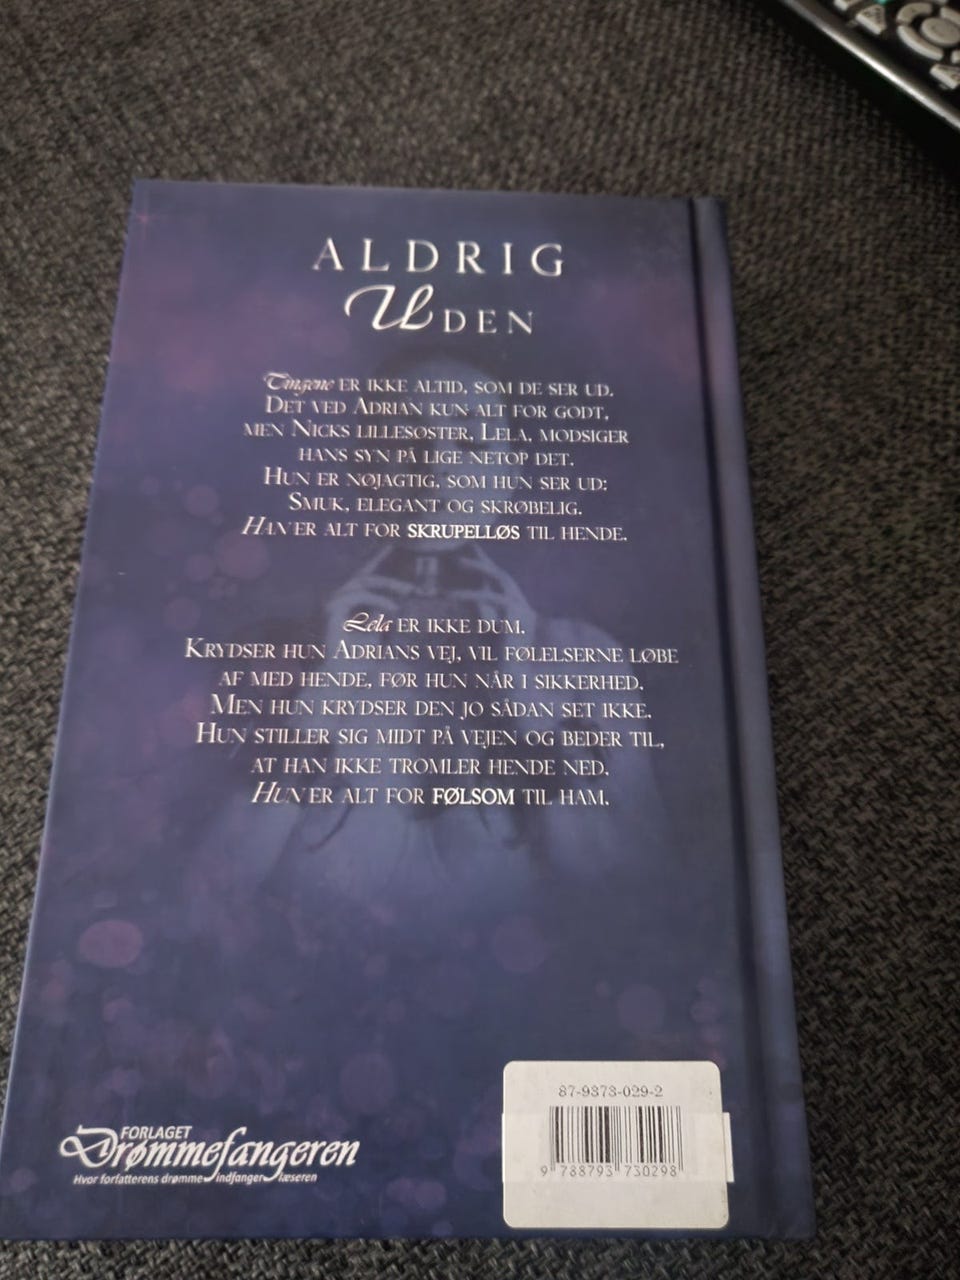 ALDRIG
UDEN
Tingene ER IKKE ALTID, SOM DE SER UD.
DET VED ADRIAN KUN ALT FOR GODT,
MEN NICKS LILLESØSTER, LELA, MODSIGER
HANS SYN PÅ LIGE NETOP DET.
HUN ER NØJAGTIG, SOM HUN SER UD:
SMUK, ELEGANT OG SKRØBELIG.
HAN ER ALT FOR SKRUPELLØS TIL HENDE.
Lela ER IKKE DUM.
KRYDSER HUN ADRIANS VEJ, VIL FØLELSERNE LØBE
AF MED HENDE, FØR HUN NÅR I SIKKERHED.
MEN HUN KRYDSER DEN JO SÅDAN SET IKKE.
HUN STILLER SIG MIDT PÅ VEJEN OG BEDER TIL,
AT HAN IKKE TROMLER HENDE NED.
HUN ER ALT FOR FØLSOM TIL HAM.
87-9373-029-2
9 788793 730298
FORLAGET
Drømmefangeren
Hvor forfatterens drømme indfanger læseren